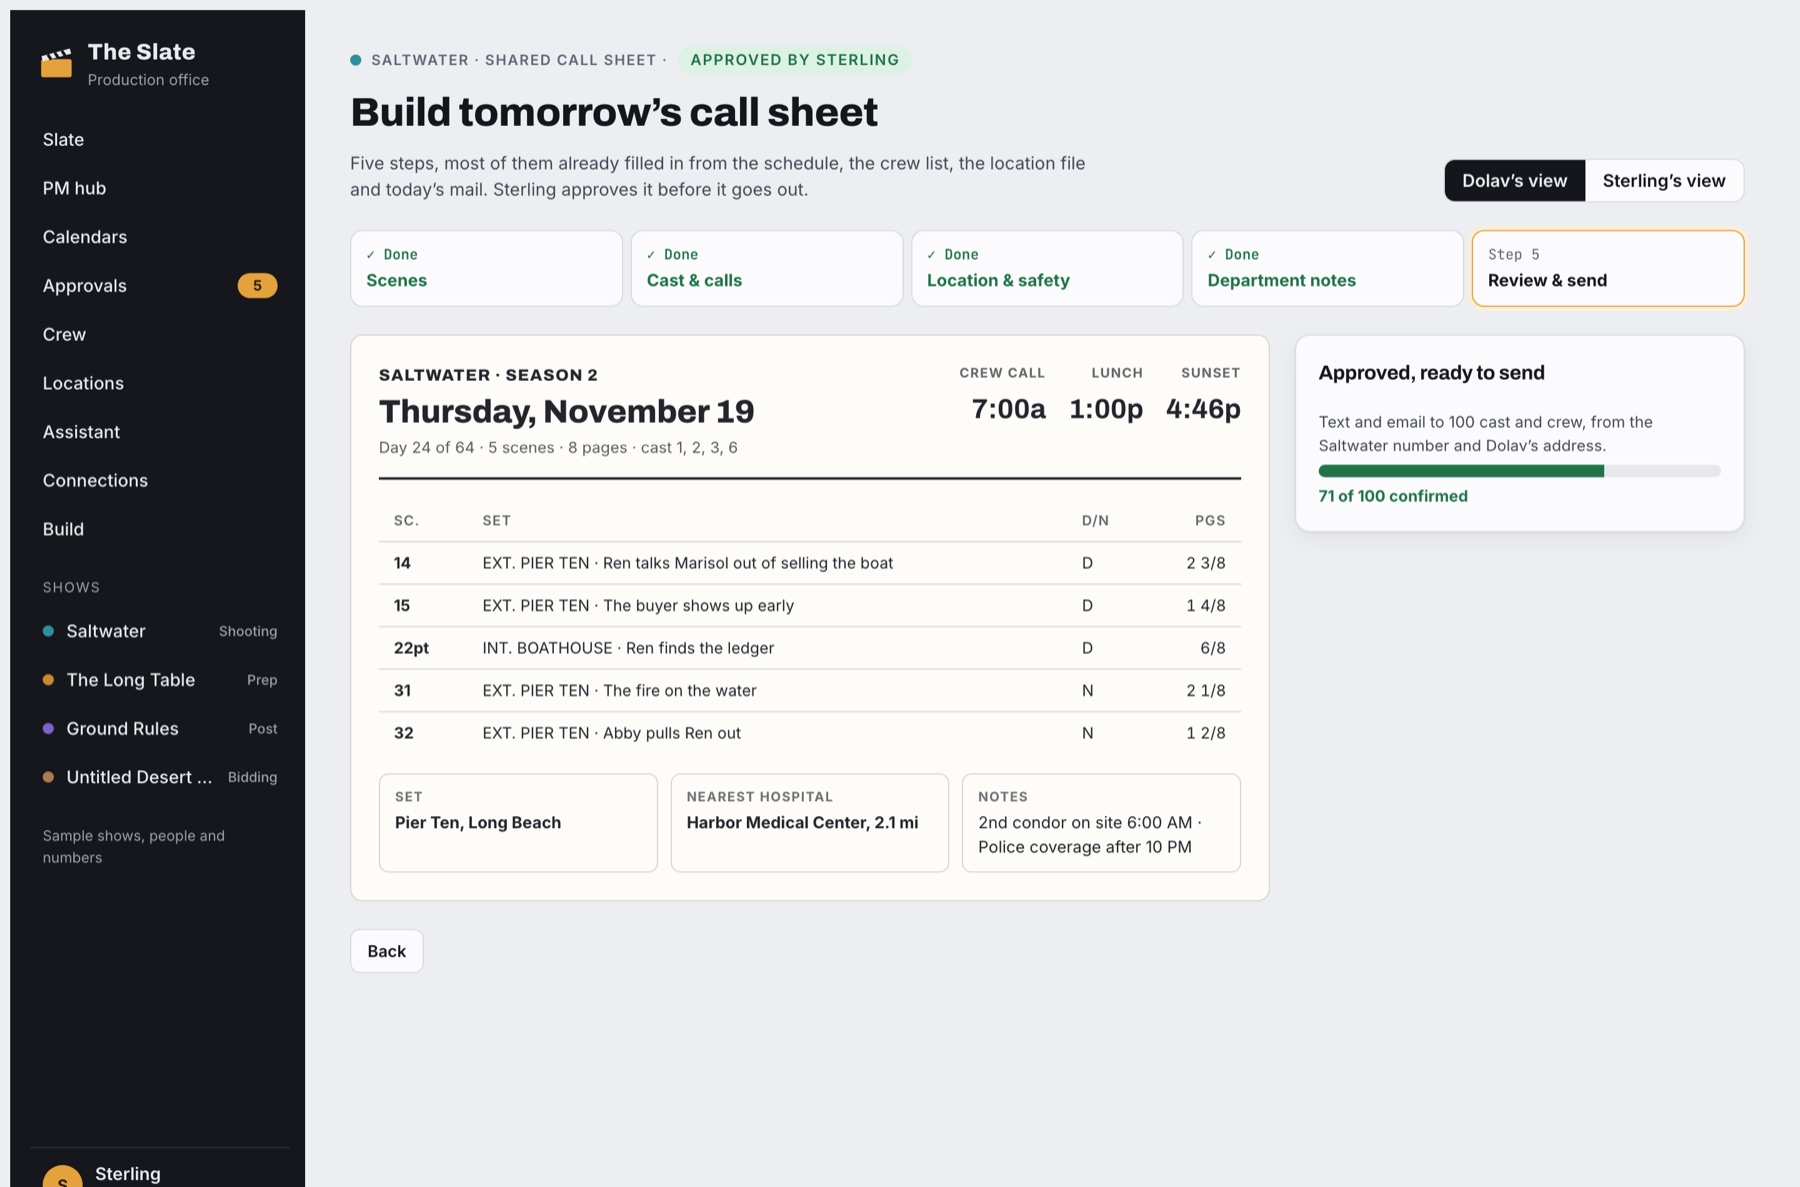 The Slate
Production office
Slate
PM hub
Calendars
Approvals 5
Crew
Locations
Assistant
Connections
Build
SHOWS
Saltwater Shooting
The Long Table Prep
Ground Rules Post
Untitled Desert ... Bidding
Sample shows, people and
numbers
S
Sterling
SALTWATER · SHARED CALL SHEET · APPROVED BY STERLING
Build tomorrow’s call sheet
Five steps, most of them already filled in from the schedule, the crew list, the location file
and today’s mail. Sterling approves it before it goes out.
Dolav’s view Sterling’s view
✓ Done
Scenes
✓ Done
Cast & calls
✓ Done
Location & safety
✓ Done
Department notes
Step 5
Review & send
SALTWATER · SEASON 2
Thursday, November 19
Day 24 of 64 · 5 scenes · 8 pages · cast 1, 2, 3, 6
CREW CALL LUNCH SUNSET
7:00a 1:00p 4:46p
SC. SET D/N PGS
14 EXT. PIER TEN · Ren talks Marisol out of selling the boat D 2 3/8
15 EXT. PIER TEN · The buyer shows up early D 1 4/8
22pt INT. BOATHOUSE · Ren finds the ledger D 6/8
31 EXT. PIER TEN · The fire on the water N 2 1/8
32 EXT. PIER TEN · Abby pulls Ren out N 1 2/8
SET
Pier Ten, Long Beach
NEAREST HOSPITAL
Harbor Medical Center, 2.1 mi
NOTES
2nd condor on site 6:00 AM ·
Police coverage after 10 PM
Approved, ready to send
Text and email to 100 cast and crew, from the
Saltwater number and Dolav’s address.
71 of 100 confirmed
Back